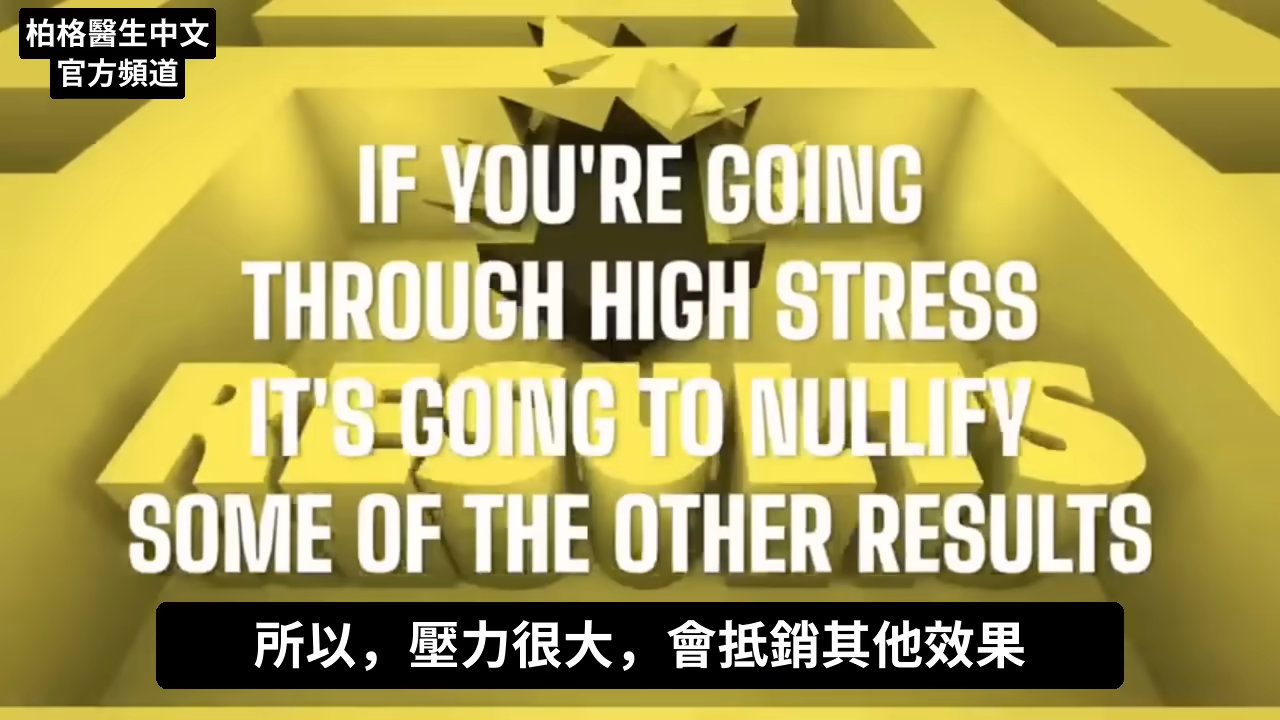 柏格醫生中文
官方頻道
IF YOU'RE GOING
THROUGH HIGH STRESS
IT'S GOING TO NULLIFY
SOME OF THE OTHER RESULTS
RESULTS
所以，壓力很大，會抵銷其他效果